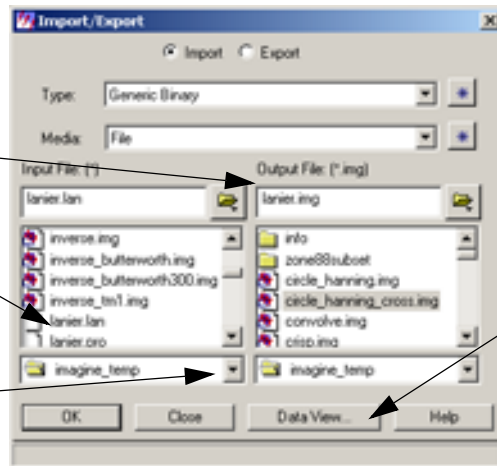 Import/Export
Import Export
Type: Generic Binary
Media: File
Input File: (*) Output File: (*.img)
lanier.lan lanier.img
inverse.img info
inverse_butterworth.img zone88subset
inverse_butterworth300.img circle_hanning.img
inverse_tm1.img circle_hanning_cross.img
lanier.lan convolve.img
lanier.pro crisp.img
imagine_temp imagine_temp
OK Close Data View... Help